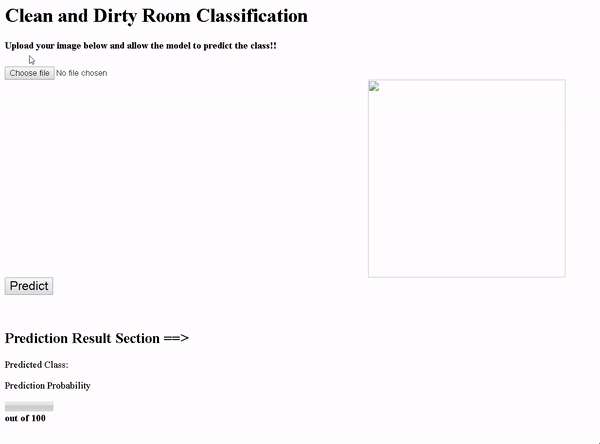 Clean and Dirty Room Classification
Upload your image below and allow the model to predict the class!!
Choose file No file chosen
Predict
Prediction Result Section ==>
Predicted Class:
Prediction Probability
out of 100